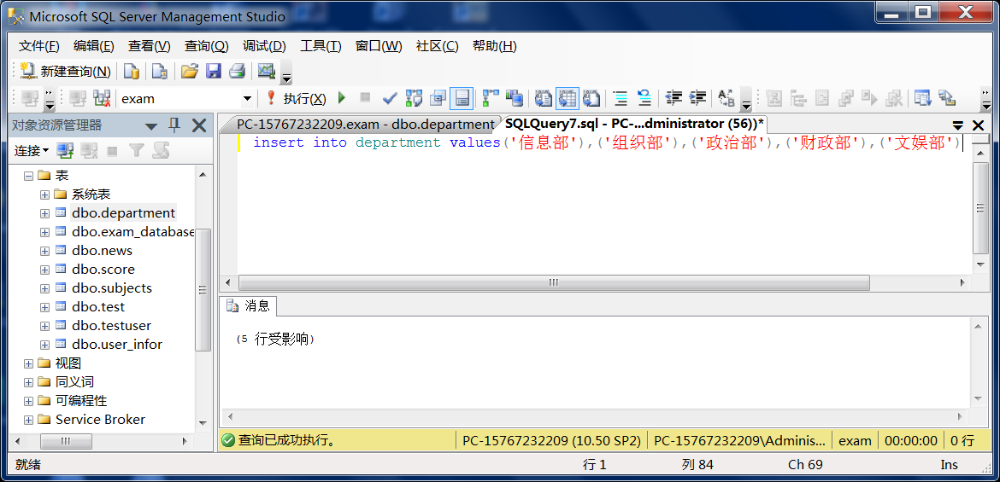 Microsoft SQL Server Management Studio
文件(F) 编辑(E) 查看(V) 查询(Q) 调试(D) 工具(T) 窗口(W) 社区(C) 帮助(H)
新建查询(N)
exam 执行(X)
对象资源管理器
PC-15767232209.exam - dbo.department SQLQuery7.sql - PC-...dministrator (56))*
连接
insert into department values('信息部'),('组织部'),('政治部'),('财政部'),('文娱部')
表
系统表
dbo.department
dbo.exam_database
dbo.news
dbo.score
dbo.subjects
dbo.test
dbo.testuser
dbo.user_infor
视图
同义词
可编程性
Service Broker
消息
(5 行受影响)
查询已成功执行。 PC-15767232209 (10.50 SP2) PC-15767232209\Adminis... exam 00:00:00 0 行
就绪 行 1 列 84 Ch 69 Ins